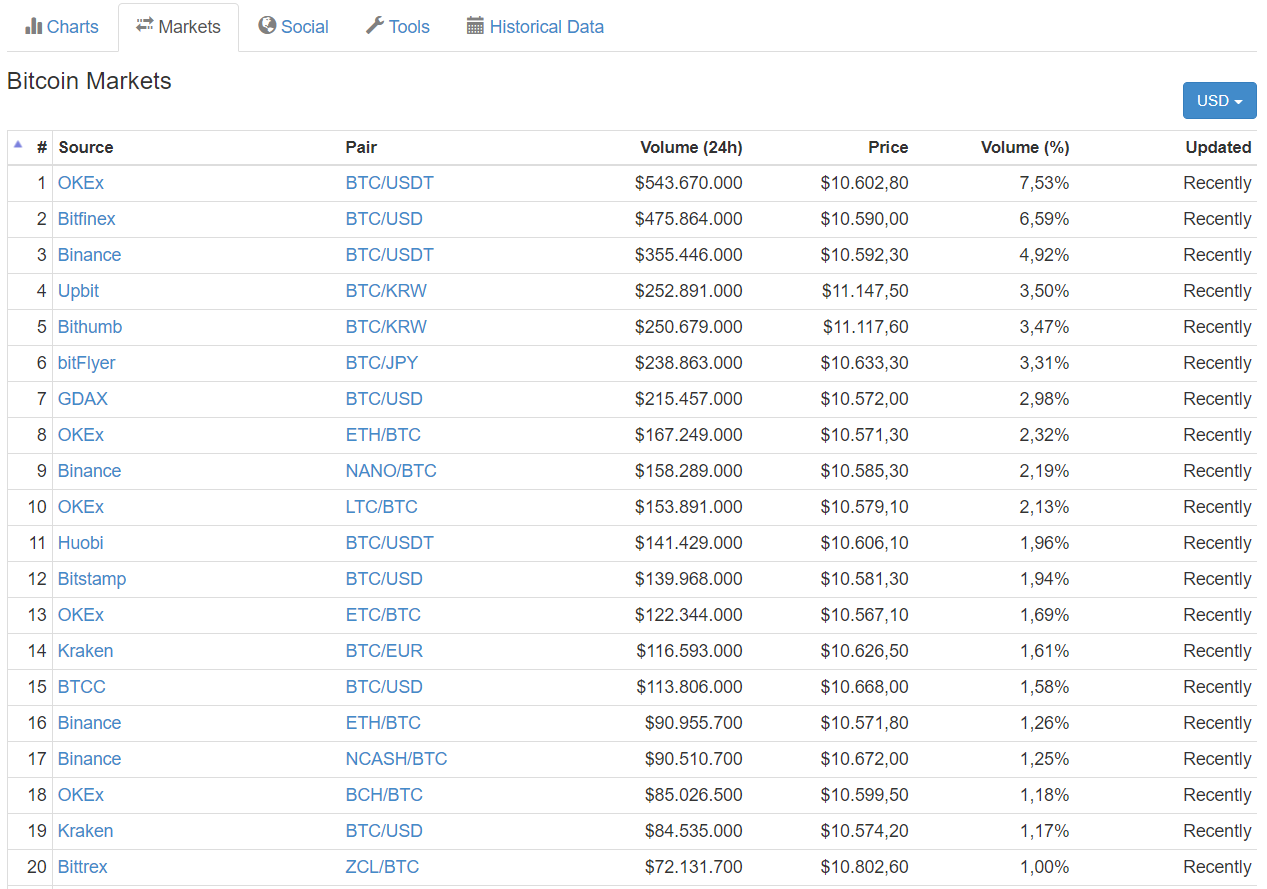 Charts Markets Social Tools Historical Data
Bitcoin Markets
USD
# Source Pair Volume (24h) Price Volume (%) Updated
1 OKEx BTC/USDT $543.670.000 $10.602,80 7,53% Recently
2 Bitfinex BTC/USD $475.864.000 $10.590,00 6,59% Recently
3 Binance BTC/USDT $355.446.000 $10.592,30 4,92% Recently
4 Upbit BTC/KRW $252.891.000 $11.147,50 3,50% Recently
5 Bithumb BTC/KRW $250.679.000 $11.117,60 3,47% Recently
6 bitFlyer BTC/JPY $238.863.000 $10.633,30 3,31% Recently
7 GDAX BTC/USD $215.457.000 $10.572,00 2,98% Recently
8 OKEx ETH/BTC $167.249.000 $10.571,30 2,32% Recently
9 Binance NANO/BTC $158.289.000 $10.585,30 2,19% Recently
10 OKEx LTC/BTC $153.891.000 $10.579,10 2,13% Recently
11 Huobi BTC/USDT $141.429.000 $10.606,10 1,96% Recently
12 Bitstamp BTC/USD $139.968.000 $10.581,30 1,94% Recently
13 OKEx ETC/BTC $122.344.000 $10.567,10 1,69% Recently
14 Kraken BTC/EUR $116.593.000 $10.626,50 1,61% Recently
15 BTCC BTC/USD $113.806.000 $10.668,00 1,58% Recently
16 Binance ETH/BTC $90.955.700 $10.571,80 1,26% Recently
17 Binance NCASH/BTC $90.510.700 $10.672,00 1,25% Recently
18 OKEx BCH/BTC $85.026.500 $10.599,50 1,18% Recently
19 Kraken BTC/USD $84.535.000 $10.574,20 1,17% Recently
20 Bittrex ZCL/BTC $72.131.700 $10.802,60 1,00% Recently